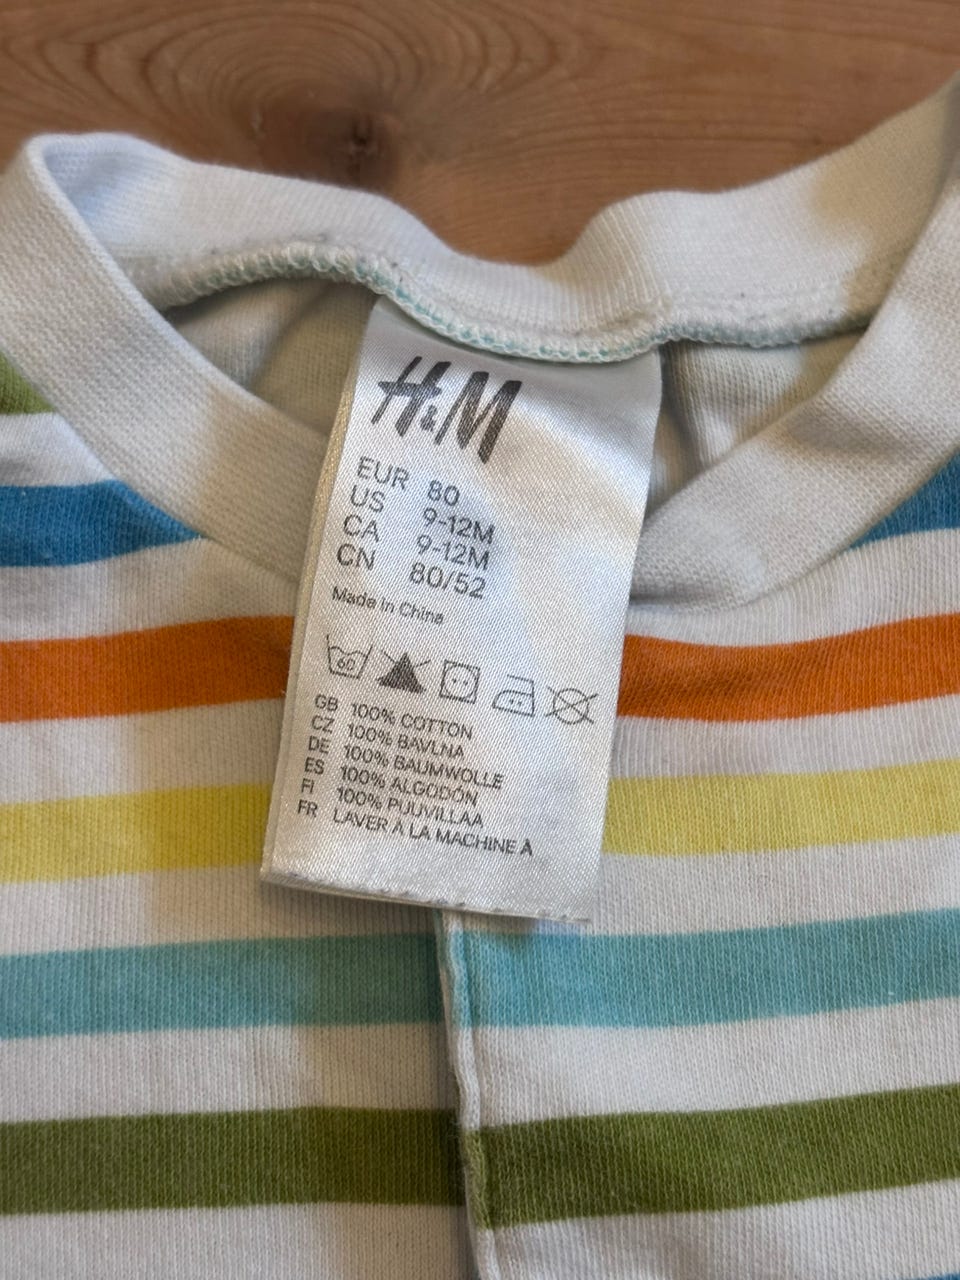 H&M
EUR 80
US 9-12M
CA 9-12M
CN 80/52
Made in China
60
GB 100% COTTON
CZ 100% BAVLNA
DE 100% BAUMWOLLE
ES 100% ALGODÓN
FI 100% PUUVILLAA
FR LAVER À LA MACHINE À